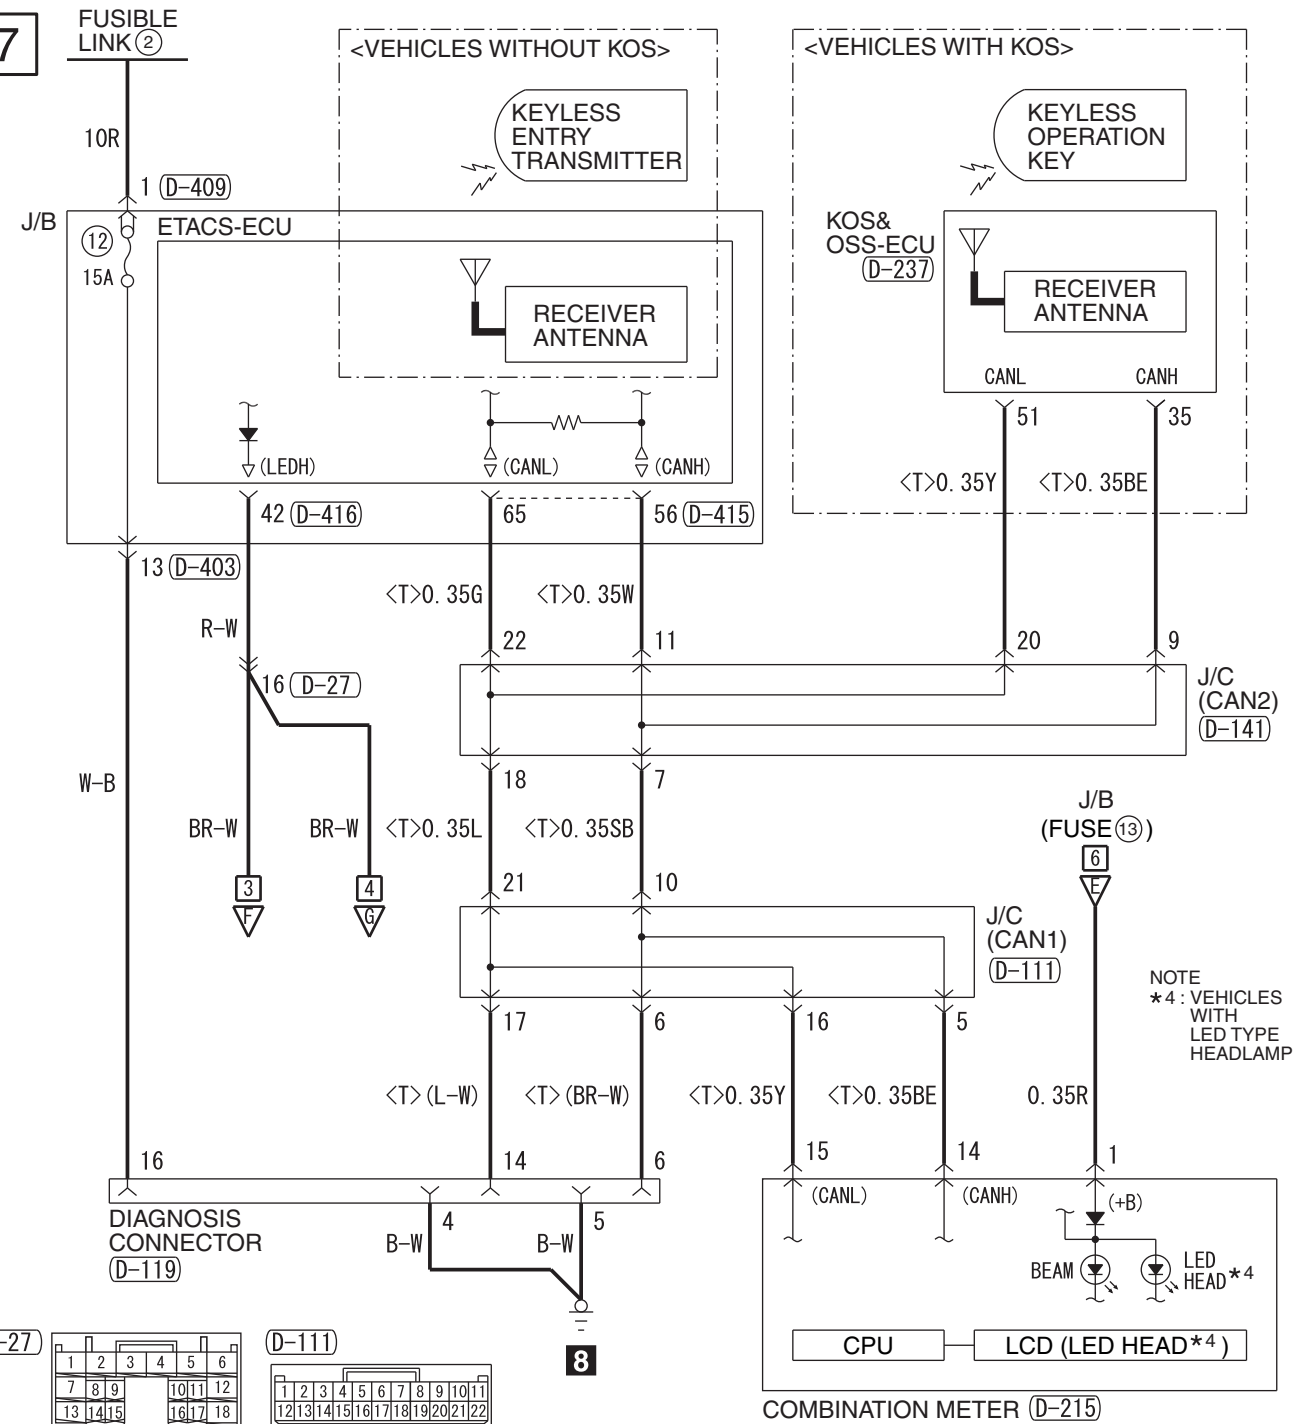 7
FUSIBLE
LINK ②
<VEHICLES WITHOUT KOS>
<VEHICLES WITH KOS>
KEYLESS
ENTRY
TRANSMITTER
KEYLESS
OPERATION
KEY
10R
1 (D-409)
J/B
ETACS-ECU
⑫
15A
KOS&
OSS-ECU
(D-237)
RECEIVER
ANTENNA
RECEIVER
ANTENNA
CANL
CANH
51
35
(LEDH)
(CANL)
(CANH)
<T>0. 35Y
<T>0. 35BE
42 (D-416)
65
56 (D-415)
13 (D-403)
<T>0. 35G
<T>0. 35W
R-W
22
11
20
9
16 (D-27)
J/C
(CAN2)
(D-141)
W-B
18
7
J/B
(FUSE ⑬)
BR-W
BR-W
<T>0. 35L
<T>0. 35SB
6
E
3
F
4
G
21
10
J/C
(CAN1)
(D-111)
NOTE
*4 : VEHICLES
WITH
LED TYPE
HEADLAMP
17
6
16
5
<T>(L-W)
<T>(BR-W)
<T>0. 35Y
<T>0. 35BE
0. 35R
16
14
6
15
14
1
(CANL)
(CANH)
(+B)
DIAGNOSIS
CONNECTOR
(D-119)
4
5
B-W
B-W
BEAM
LED
HEAD*4
8
CPU
LCD (LED HEAD*4)
COMBINATION METER (D-215)
-27)
1 2 3 4 5 6
7 8 9 10 11 12
13 14 15 16 17 18
(D-111)
1 2 3 4 5 6 7 8 9 10 11
12 13 14 15 16 17 18 19 20 21 22